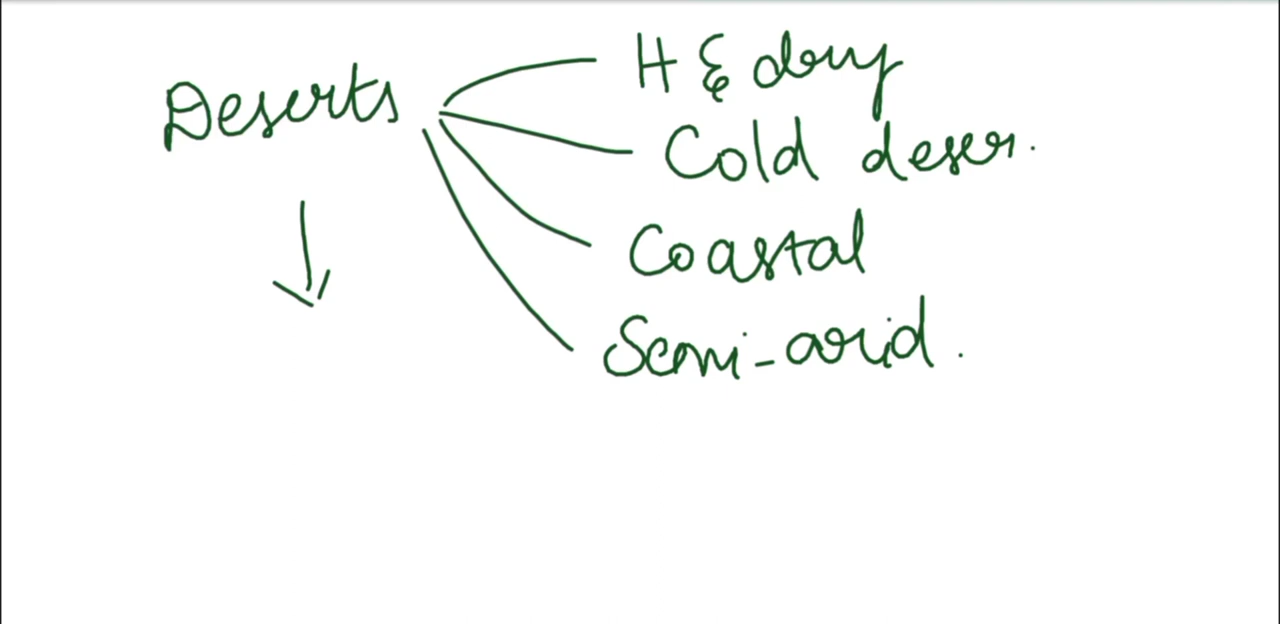 Deserts
H & dry
Cold deser.
Coastal
Semi-arid.